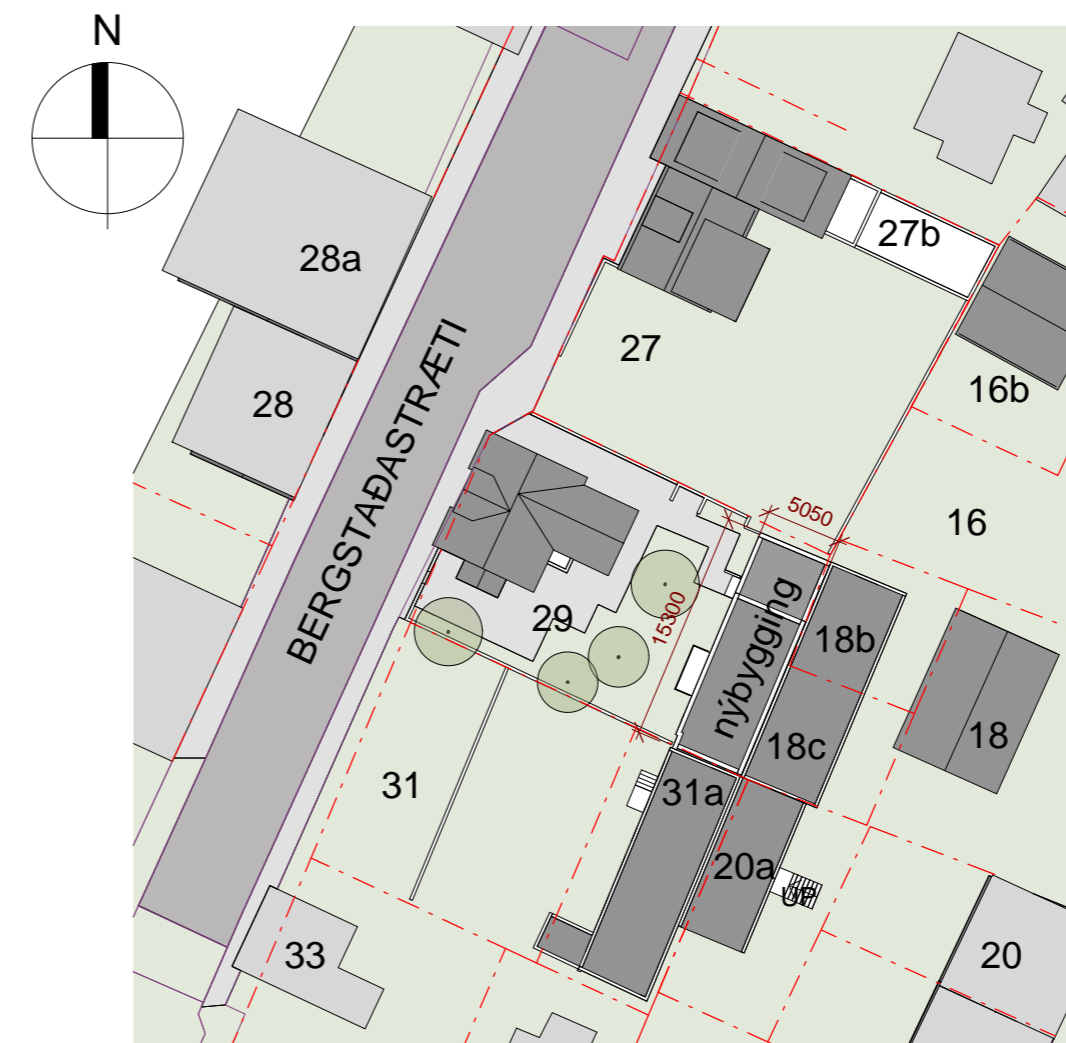 N
28a
27b
BERGSTAÐASTRÆTI
27
16b
28
5050
16
29
15300
nýbygging
18b
18
18c
31
31a
20a
UP
33
20